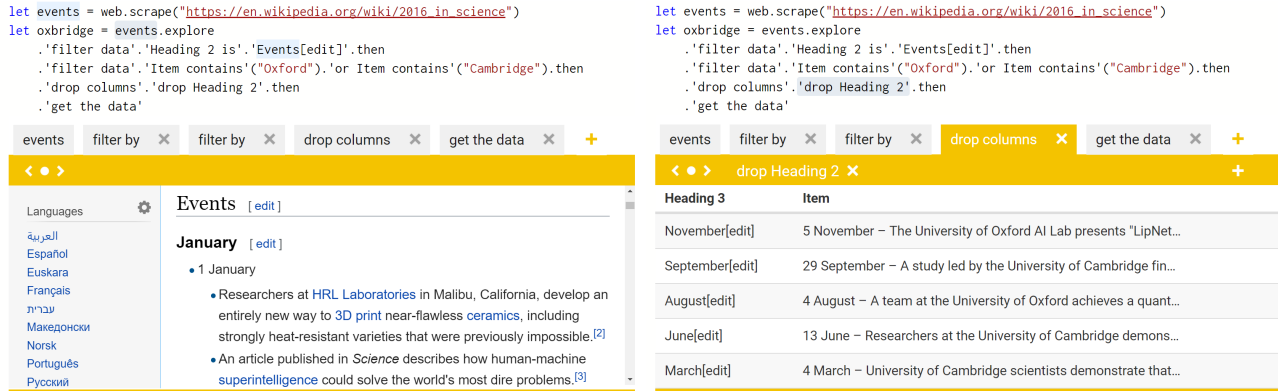 let events = web.scrape("https://en.wikipedia.org/wiki/2016_in_science")
let oxbridge = events.explore
.'filter data'.'Heading 2 is'.'Events[edit]'.then
.'filter data'.'Item contains'("Oxford").'or Item contains'("Cambridge").then
.'drop columns'.'drop Heading 2'.then
.'get the data'
events filter by ✕ filter by ✕ drop columns ✕ get the data ✕ +
Languages
العربية
Español
Euskara
Français
עברית
Македонски
Norsk
Português
Русский
Events [ edit ]
January [ edit ]
• 1 January
• Researchers at HRL Laboratories in Malibu, California, develop an
entirely new way to 3D print near-flawless ceramics, including
strongly heat-resistant varieties that were previously impossible.[2]
• An article published in Science describes how human-machine
superintelligence could solve the world's most dire problems.[3]
let events = web.scrape("https://en.wikipedia.org/wiki/2016_in_science")
let oxbridge = events.explore
.'filter data'.'Heading 2 is'.'Events[edit]'.then
.'filter data'.'Item contains'("Oxford").'or Item contains'("Cambridge").then
.'drop columns'.'drop Heading 2'.then
.'get the data'
events filter by ✕ filter by ✕ drop columns ✕ get the data ✕ +
drop Heading 2 ✕ +
Heading 3 Item
November[edit] 5 November – The University of Oxford AI Lab presents "LipNet...
September[edit] 29 September – A study led by the University of Cambridge fin...
August[edit] 4 August – A team at the University of Oxford achieves a quant...
June[edit] 13 June – Researchers at the University of Cambridge demons...
March[edit] 4 March – University of Cambridge scientists demonstrate that...